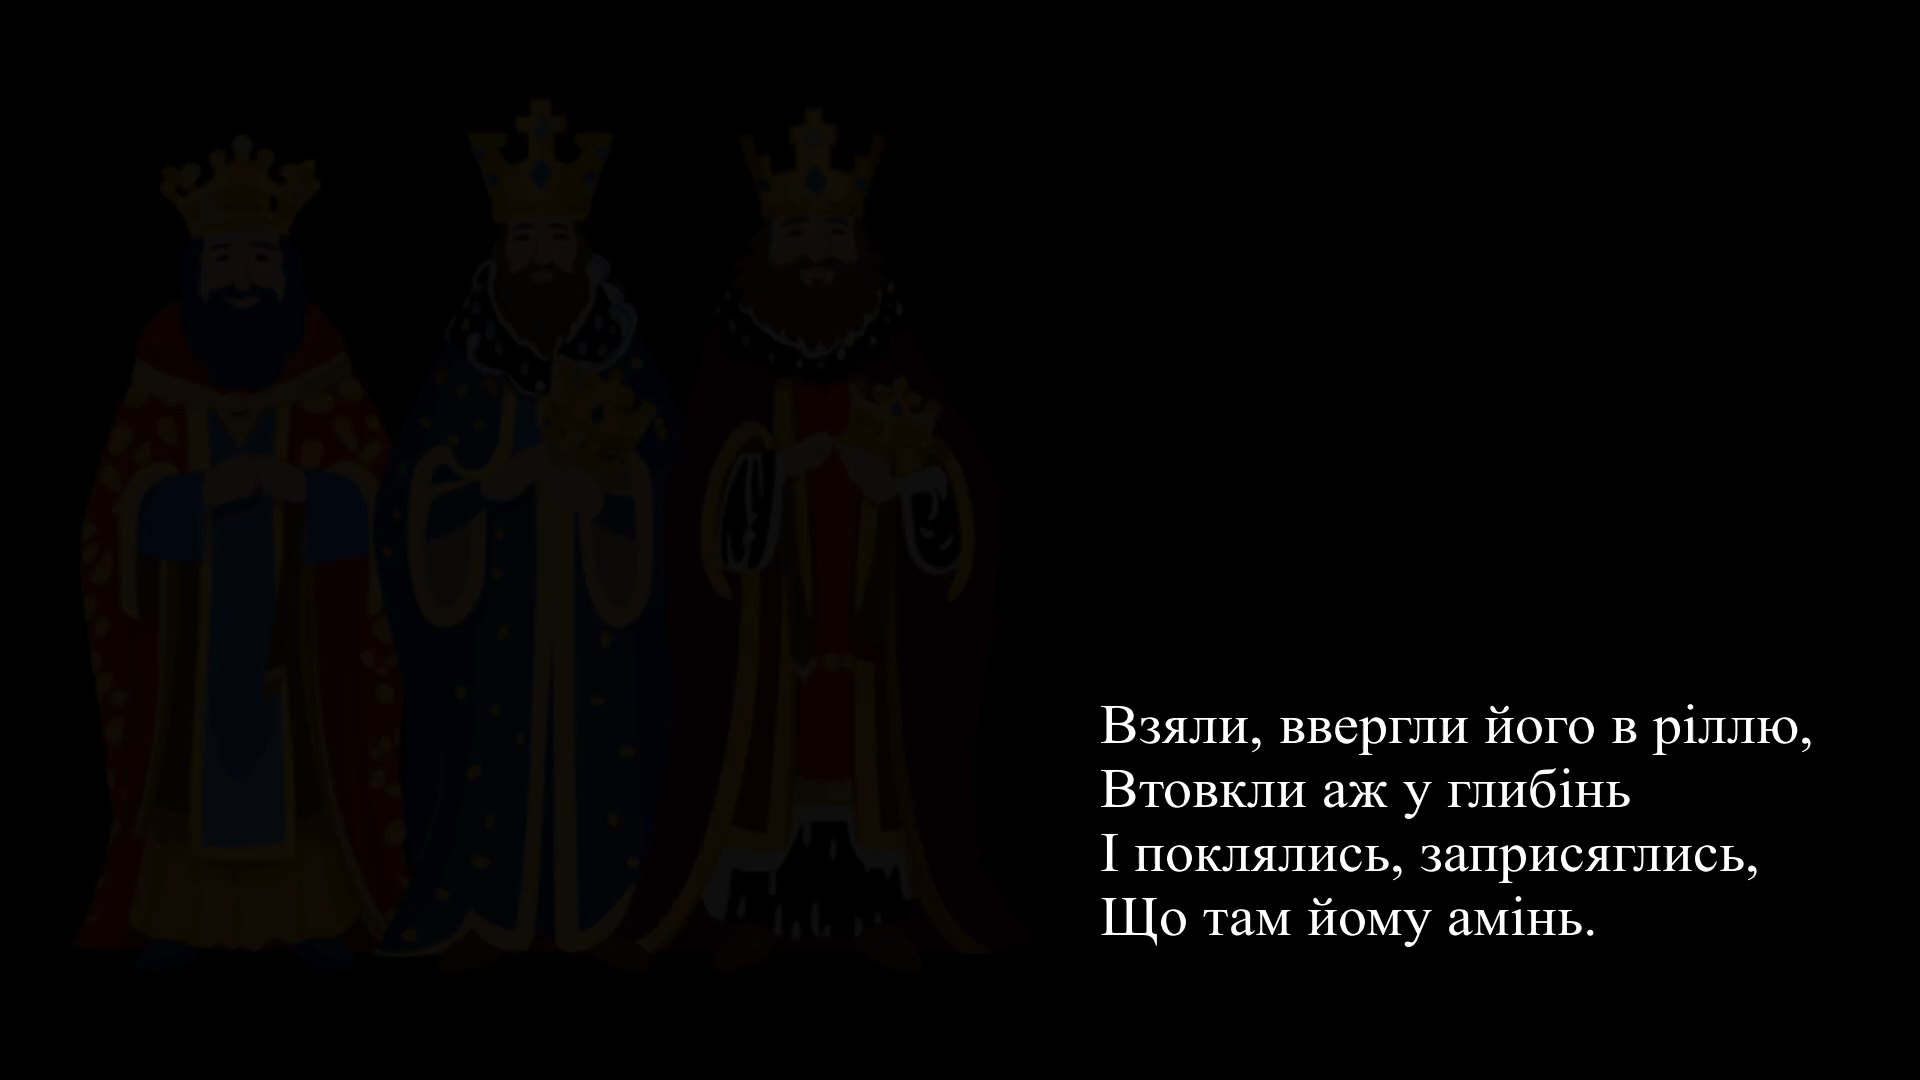 Взяли, ввергли його в ріллю,
Втовкли аж у глибінь
І поклялись, заприсяглись,
Що там йому амінь.